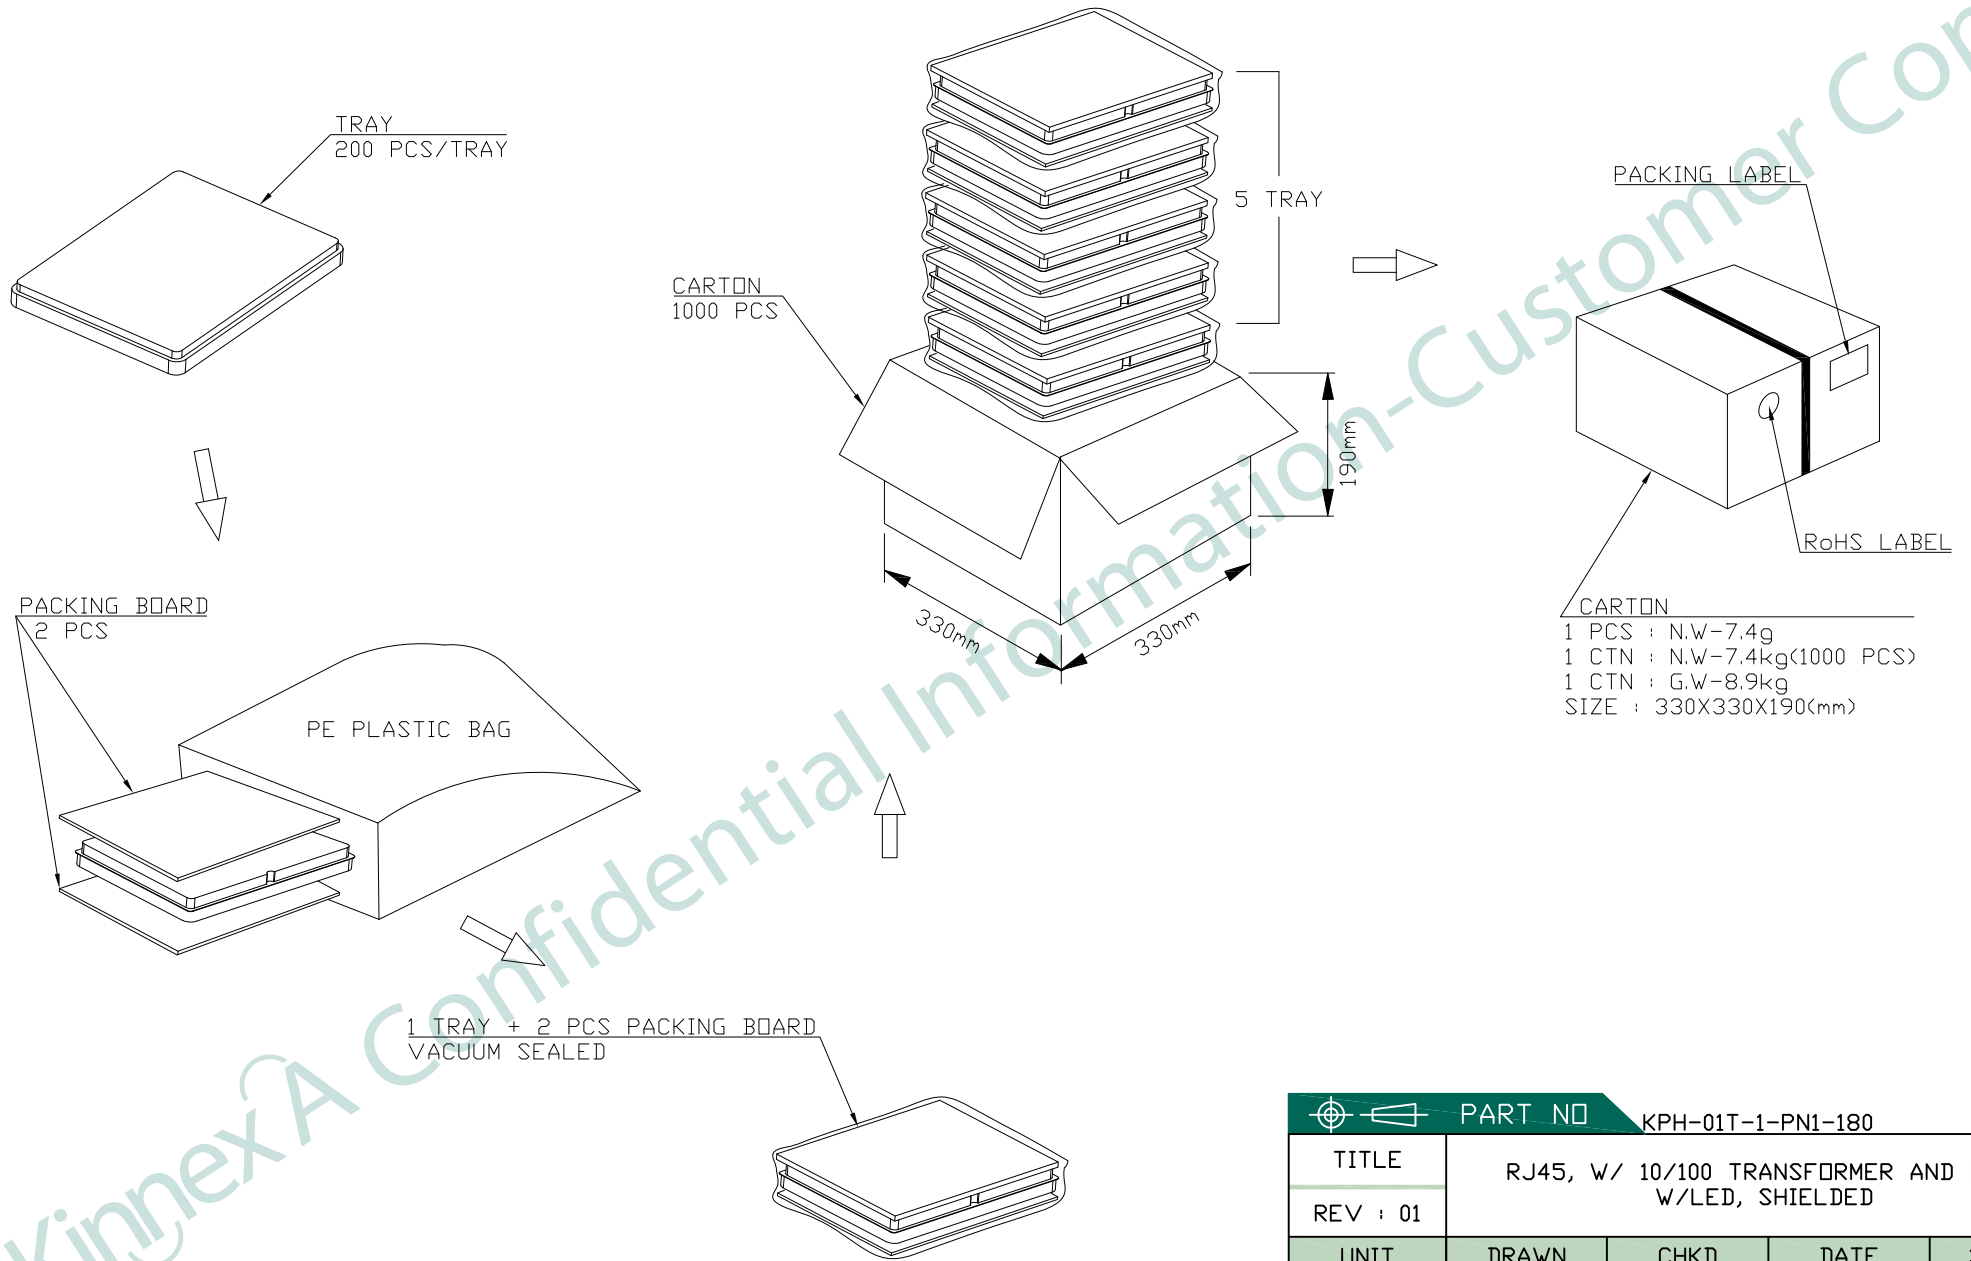 TRAY
200 PCS/TRAY
5 TRAY
CARTON
1000 PCS
190mm
330mm
330mm
PACKING LABEL
RoHS LABEL
CARTON
1 PCS : N.W-7.4g
1 CTN : N.W-7.4kg(1000 PCS)
1 CTN : G.W-8.9kg
SIZE : 330X330X190(mm)
PACKING BOARD
2 PCS
PE PLASTIC BAG
1 TRAY + 2 PCS PACKING BOARD
VACUUM SEALED
KinnexA Confidential Information-Customer Con
PART NO
KPH-01T-1-PN1-180
TITLE
RJ45, W/ 10/100 TRANSFORMER AND
W/LED, SHIELDED
REV : 01
UNIT
DRAWN
CHKD
DATE